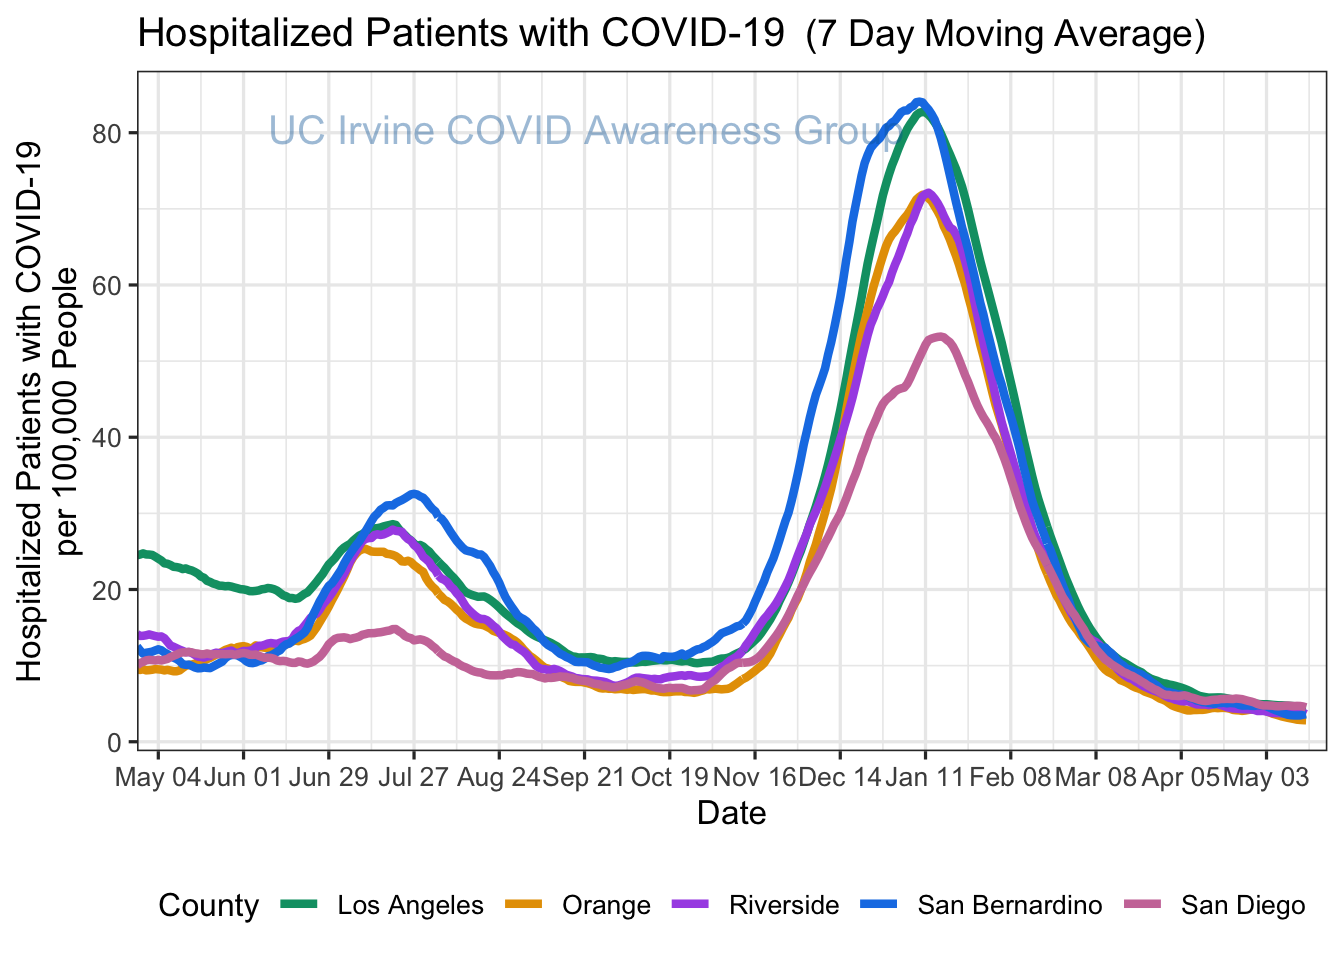 Hospitalized Patients with COVID-19 (7 Day Moving Average)
UC Irvine COVID Awareness Group
Hospitalized Patients with COVID-19
per 100,000 People
80
60
40
20
0
May 04 Jun 01 Jun 29 Jul 27 Aug 24 Sep 21 Oct 19 Nov 16 Dec 14 Jan 11 Feb 08 Mar 08 Apr 05 May 03
Date
County Los Angeles Orange Riverside San Bernardino San Diego